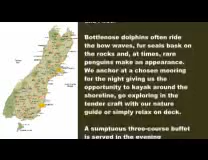 Bottlenose dolphins often ride
the bow waves, fur seals bask on
the rocks and, at times, rare
penguins make an appearance.
We anchor at a chosen mooring
for the night giving us the
opportunity to kayak around the
shoreline, go exploring in the
tender craft with our nature
guide or simply relax on deck.
A sumptuous three-course buffet
is served in the evening